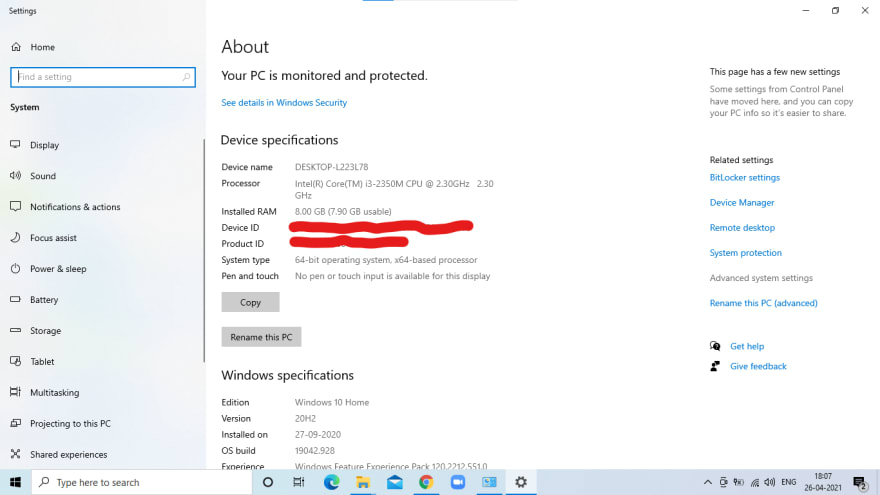 Settings
Home
Find a setting
System
Display
Sound
Notifications & actions
Focus assist
Power & sleep
Battery
Storage
Tablet
Multitasking
Projecting to this PC
Shared experiences
About
Your PC is monitored and protected.
See details in Windows Security
Device specifications
Device name DESKTOP-L223L78
Processor Intel(R) Core(TM) i3-2350M CPU @ 2.30GHz 2.30
GHz
Installed RAM 8.00 GB (7.90 GB usable)
Device ID
Product ID
System type 64-bit operating system, x64-based processor
Pen and touch No pen or touch input is available for this display
Copy
Rename this PC
Windows specifications
Edition Windows 10 Home
Version 20H2
Installed on 27-09-2020
OS build 19042.928
Experience Windows Feature Experience Pack 120.2212.551.0
This page has a few new settings
Some settings from Control Panel
have moved here, and you can copy
your PC info so it's easier to share.
Related settings
BitLocker settings
Device Manager
Remote desktop
System protection
Advanced system settings
Rename this PC (advanced)
Get help
Give feedback
Type here to search
ENG
18:07
26-04-2021
2